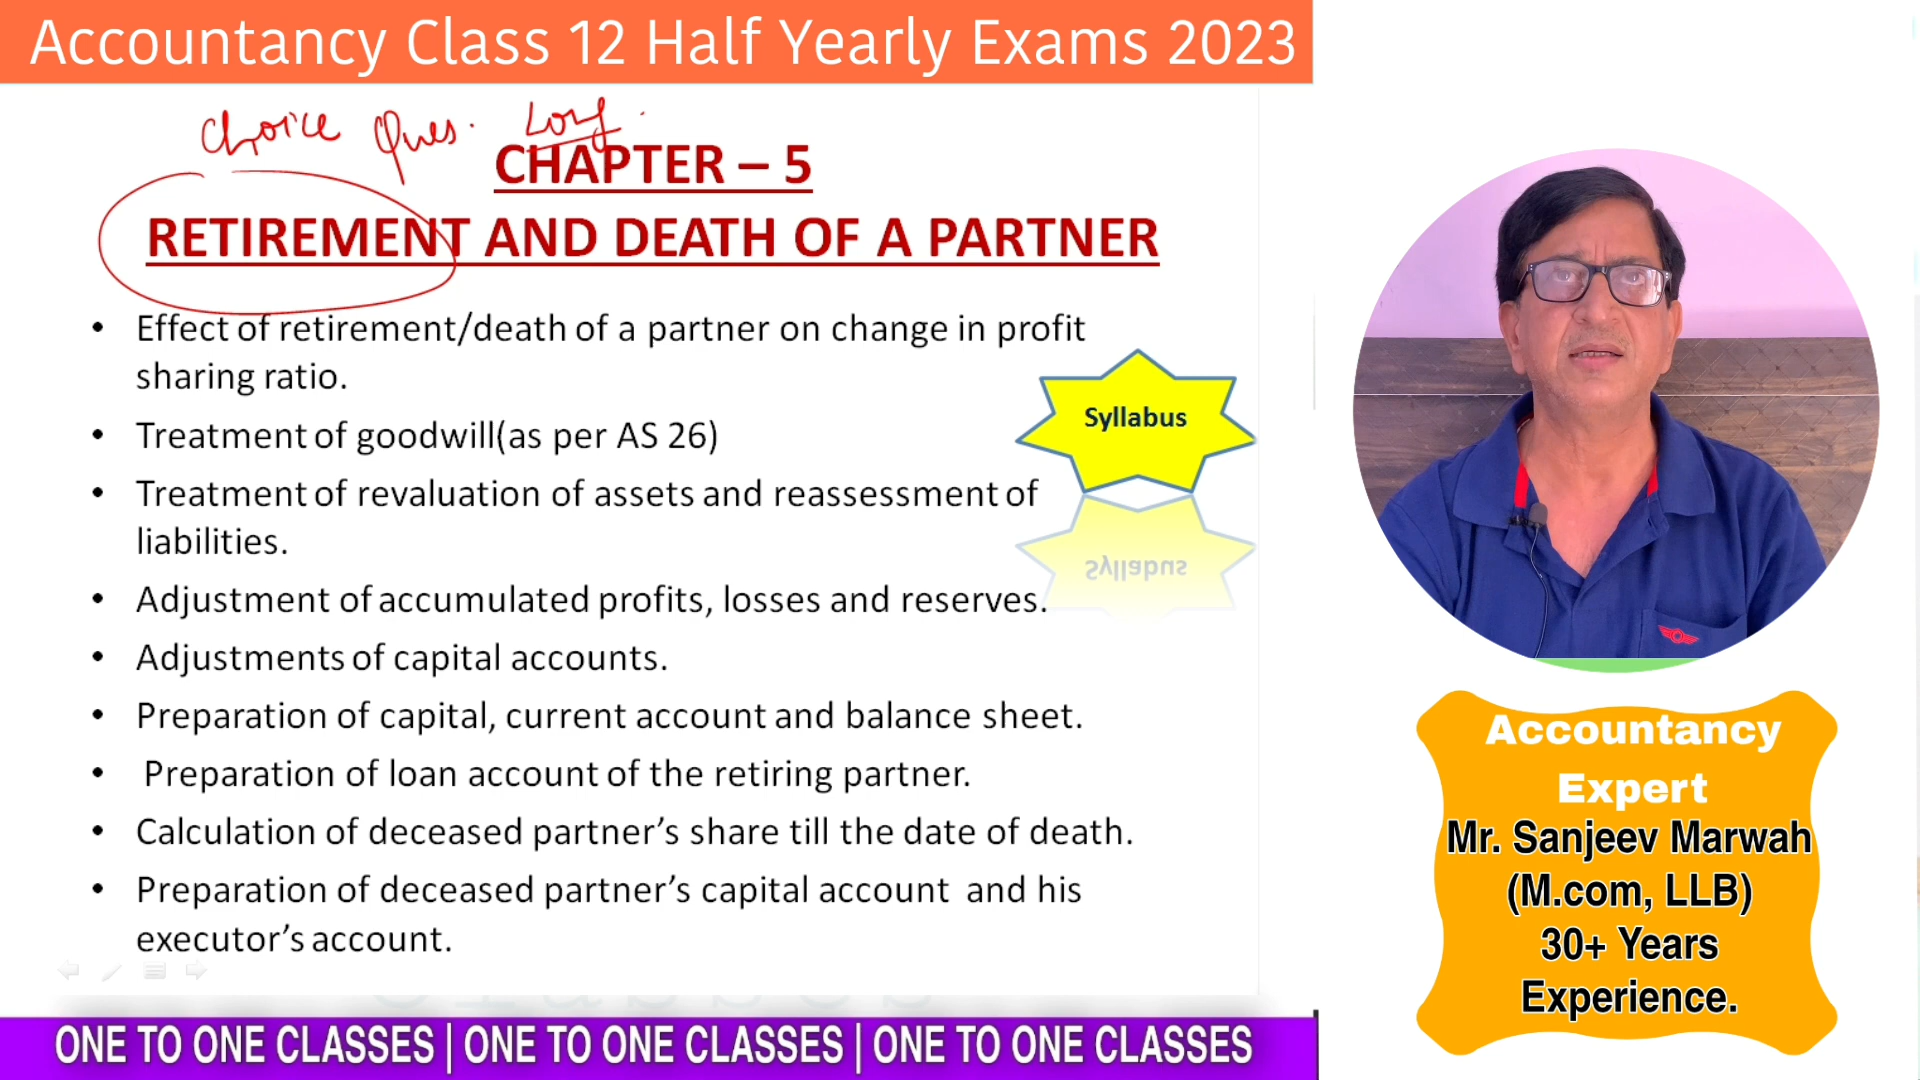 Accountancy Class 12 Half Yearly Exams 2023
Choice Ques. Long.
CHAPTER – 5
RETIREMENT AND DEATH OF A PARTNER
• Effect of retirement/death of a partner on change in profit
sharing ratio.
• Treatment of goodwill(as per AS 26)
• Treatment of revaluation of assets and reassessment of
liabilities.
• Adjustment of accumulated profits, losses and reserves.
• Adjustments of capital accounts.
• Preparation of capital, current account and balance sheet.
• Preparation of loan account of the retiring partner.
• Calculation of deceased partner's share till the date of death.
• Preparation of deceased partner's capital account and his
executor's account.
Syllabus
Syllabus
Accountancy
Expert
Mr. Sanjeev Marwah
(M.com, LLB)
30+ Years
Experience.
ONE TO ONE CLASSES | ONE TO ONE CLASSES | ONE TO ONE CLASSES